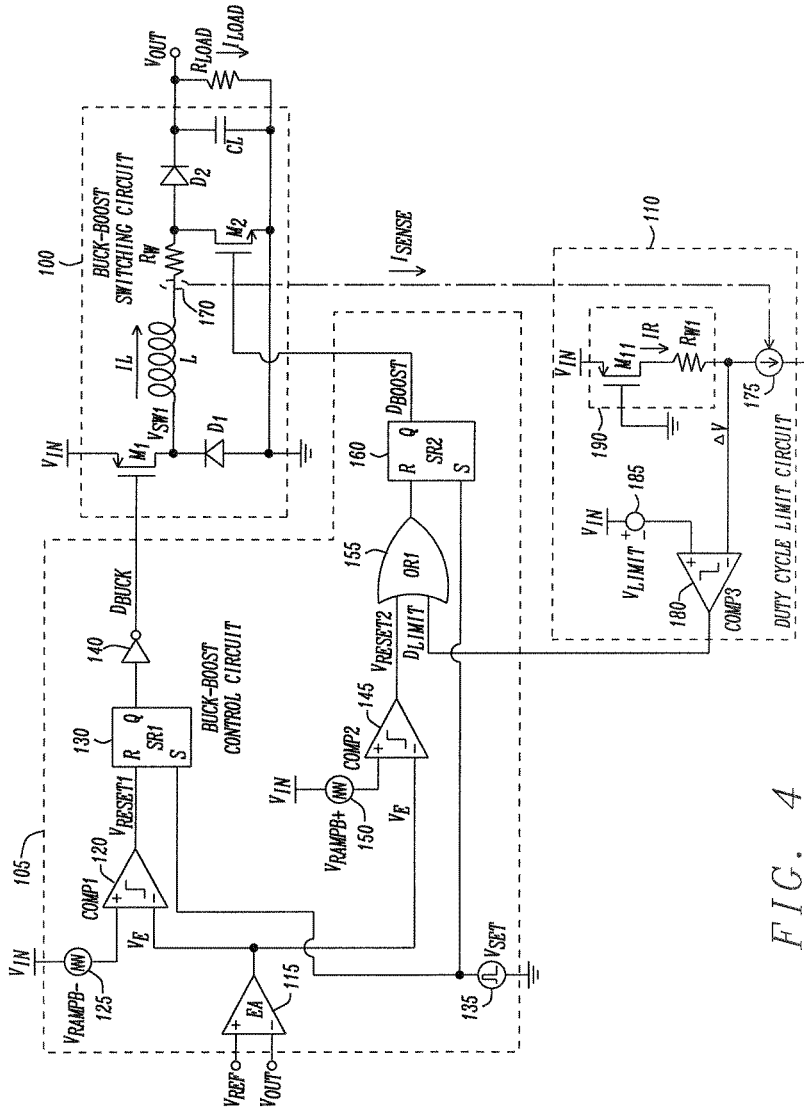 100
BUCK-BOOST
SWITCHING CIRCUIT
VIN
M1
VSW1
D1
IL
L
170
RW
M2
D2
CL
VOUT
RLOAD
ILOAD
105
VIN
VRAMPB-
125
COMP1
120
VE
VRESET1
130
R
Q
SR1
S
140
DBUCK
BUCK-BOOST
CONTROL CIRCUIT
VREF
VOUT
EA
115
VIN
VRAMPB+
150
COMP2
145
VE
VRESET2
DLIMIT
155
OR1
160
R
Q
SR2
S
DBOOST
135
VSET
ISENSE
110
VIN
M11
IR
RW1
190
175
ΔV
VIN
185
VLIMIT
+
-
180
COMP3
DUTY CYCLE LIMIT CIRCUIT
FIG. 4